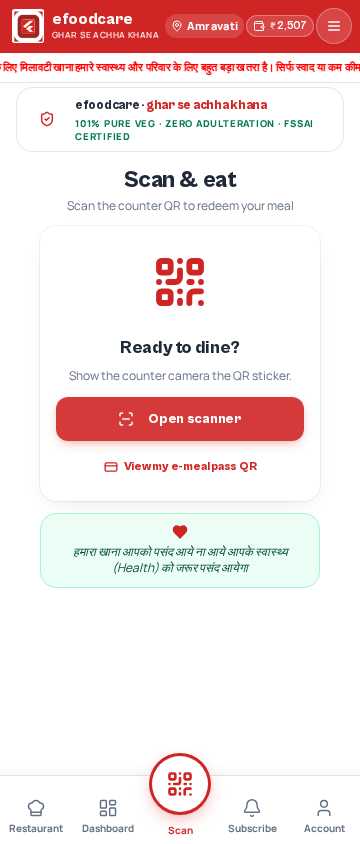 efoodcare
GHAR SE ACHHA KHANA
Amravati
₹2,507
लिए मिलावटी खाना हमारे स्वास्थ्य और परिवार के लिए बहुत बड़ा खतरा है। सिर्फ स्वाद या कम कीम
efoodcare · ghar se achha khana
101% PURE VEG · ZERO ADULTERATION · FSSAI
CERTIFIED
Scan & eat
Scan the counter QR to redeem your meal
Ready to dine?
Show the counter camera the QR sticker.
Open scanner
View my e-mealpass QR
हमारा खाना आपको पसंद आये ना आये आपके स्वास्थ्य
(Health) को जरूर पसंद आयेगा
Restaurant
Dashboard
Scan
Subscribe
Account